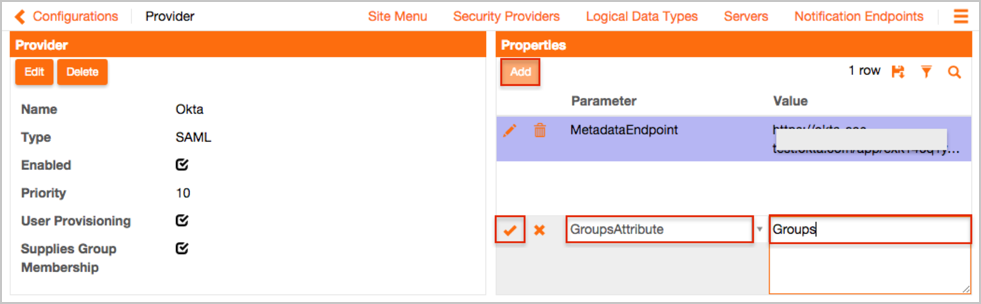 Configurations Provider Site Menu Security Providers Logical Data Types Servers Notification Endpoints
Provider
Edit Delete
Name Okta
Type SAML
Enabled
Priority 10
User Provisioning
Supplies Group
Membership
Properties
Add 1 row
Parameter Value
MetadataEndpoint
GroupsAttribute Groups